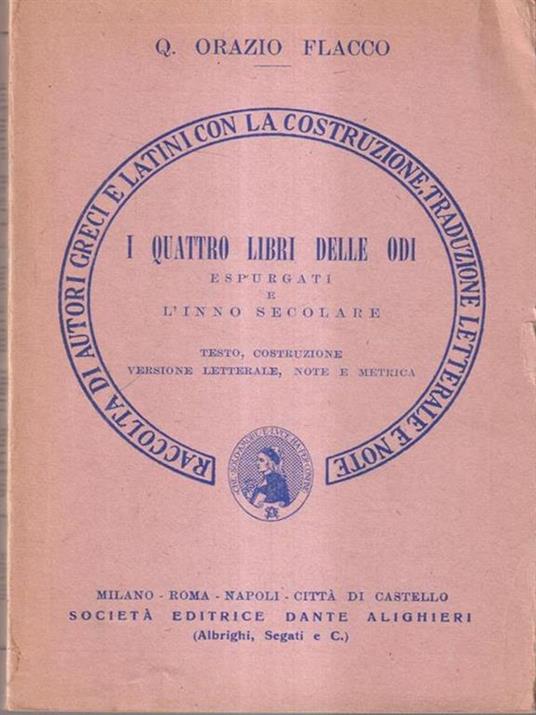 Q. ORAZIO FLACCO
RACCOLTA DI AUTORI GRECI E LATINI CON LA COSTRUZIONE, TRADUZIONE LETTERALE E NOTE
I QUATTRO LIBRI DELLE ODI
ESPURGATI
E
L'INNO SECOLARE
TESTO, COSTRUZIONE
VERSIONE LETTERALE, NOTE E METRICA
MILANO - ROMA - NAPOLI - CITTÀ DI CASTELLO
SOCIETÀ EDITRICE DANTE ALIGHIERI
(Albrighi, Segati e C.)